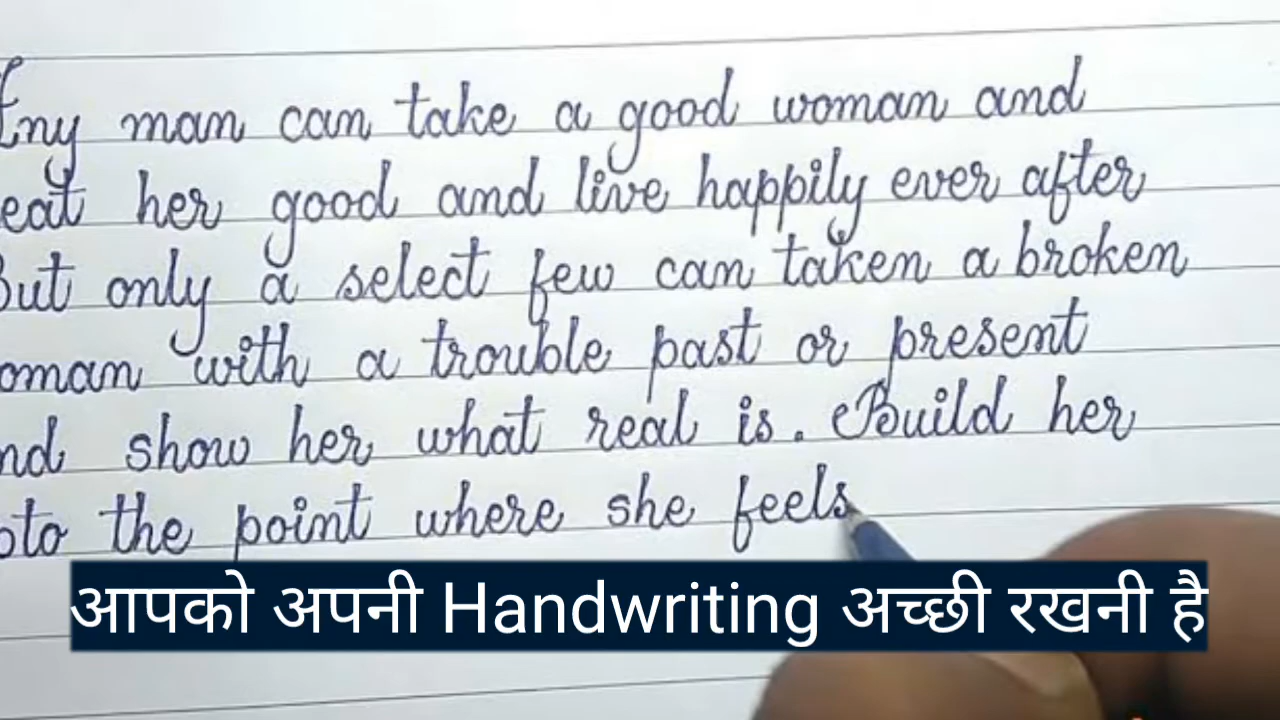 Any man can take a good woman and
eat her good and live happily ever after
But only a select few can taken a broken
oman with a trouble past or present
nd show her what real is. Build her
pto the point where she feels
आपको अपनी Handwriting अच्छी रखनी है